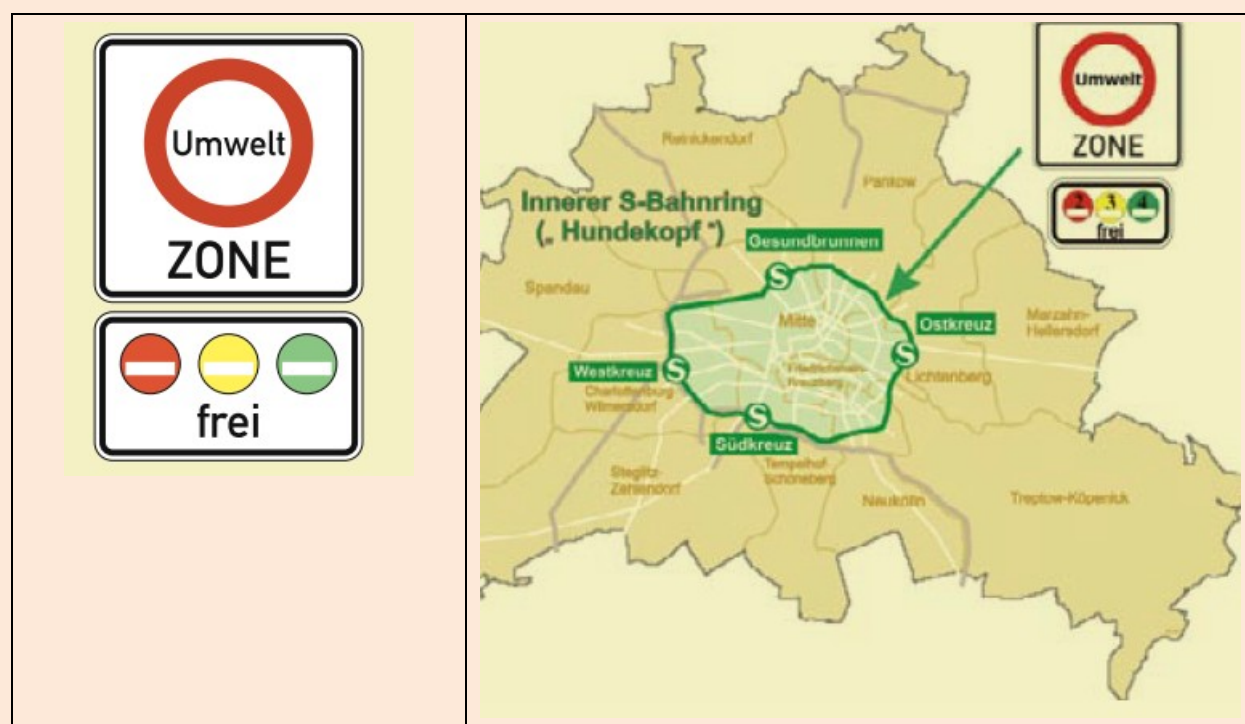 Umwelt
ZONE
frei
Umwelt
ZONE
2 3 4
frei
Reinickendorf
Pankow
Innerer S-Bahnring
(„ Hundekopf “)
Gesundbrunnen
S
Spandau
Mitte
Ostkreuz
Marzahn-
Hellersdorf
S
Westkreuz
S
Friedrichshain-
Kreuzberg
Lichtenberg
Charlottenburg
Wilmersdorf
S
Südkreuz
Steglitz-
Zehlendorf
Tempelhof-
Schöneberg
Neukölln
Treptow-Köpenick